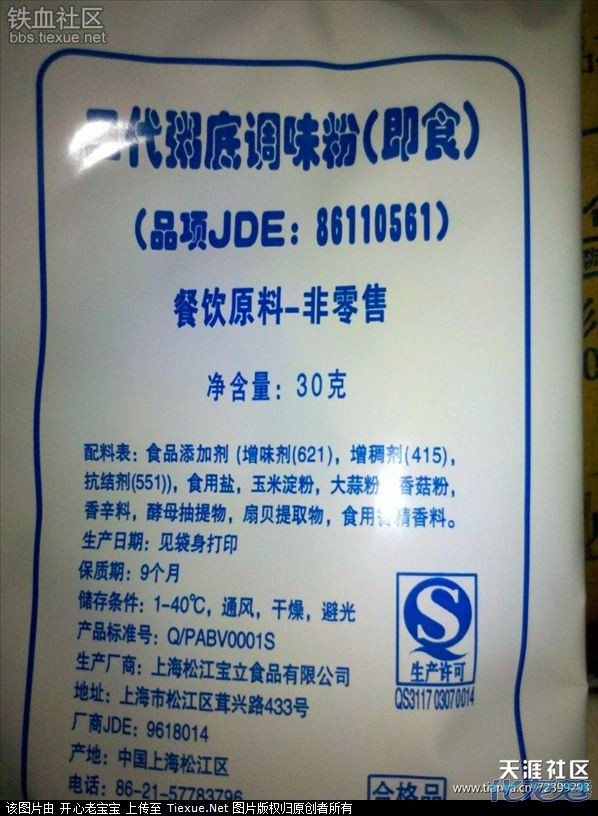 铁血社区
bbs.tiexue.net
代粥底调味粉(即食)
(品项JDE：86110561)
餐饮原料-非零售
净含量：30克
配料表：食品添加剂 (增味剂(621)，增稠剂(415)，
抗结剂(551))，食用盐，玉米淀粉，大蒜粉，香菇粉，
香辛料，酵母抽提物，扇贝提取物，食用香精香料。
生产日期：见袋身打印
保质期：9个月
储存条件：1-40℃，通风，干燥，避光
产品标准号：Q/PABV0001S
生产厂商：上海松江宝立食品有限公司
地址：上海市松江区茸兴路433号
厂商JDE：9618014
产地：中国上海松江区
电话：86-21-57783796
生产许可
QS3117 0307 0014
合格品
天涯社区
www.tianya.cn/72399293
该图片由 开心老宝宝 上传至 Tiexue.Net 图片版权归原创者所有